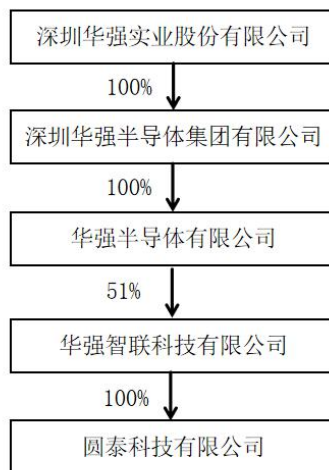 深圳华强实业股份有限公司
100%
深圳华强半导体集团有限公司
100%
华强半导体有限公司
51%
华强智联科技有限公司
100%
圆泰科技有限公司